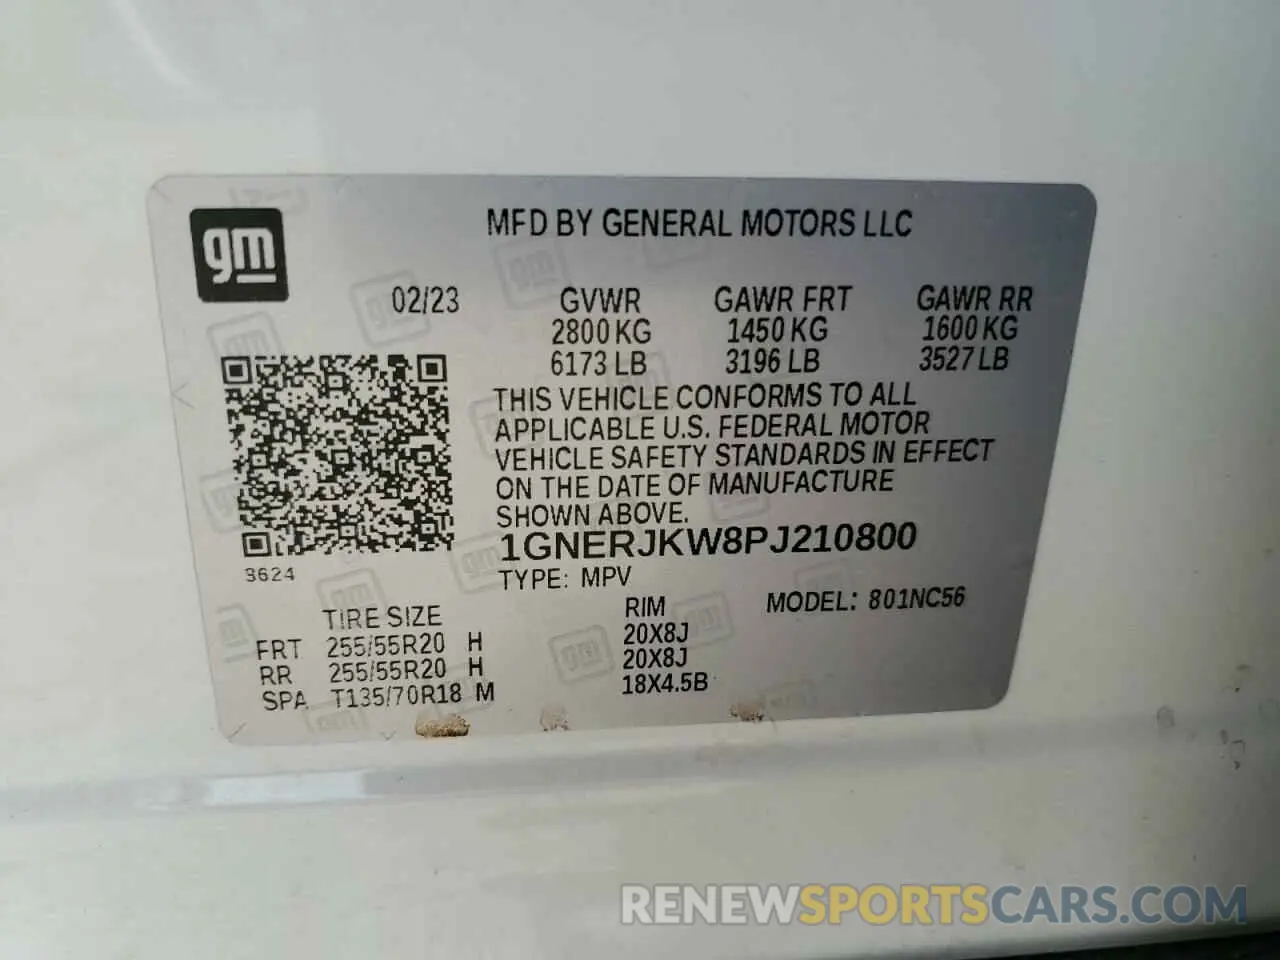 gm
MFD BY GENERAL MOTORS LLC
02/23 GVWR GAWR FRT GAWR RR
2800 KG 1450 KG 1600 KG
6173 LB 3196 LB 3527 LB
THIS VEHICLE CONFORMS TO ALL
APPLICABLE U.S. FEDERAL MOTOR
VEHICLE SAFETY STANDARDS IN EFFECT
ON THE DATE OF MANUFACTURE
SHOWN ABOVE.
1GNERJKW8PJ210800
3624
TYPE: MPV MODEL: 801NC56
TIRE SIZE RIM
FRT 255/55R20 H 20X8J
RR 255/55R20 H 20X8J
SPA T135/70R18 M 18X4.5B
RENEWSPORTSCARS.COM